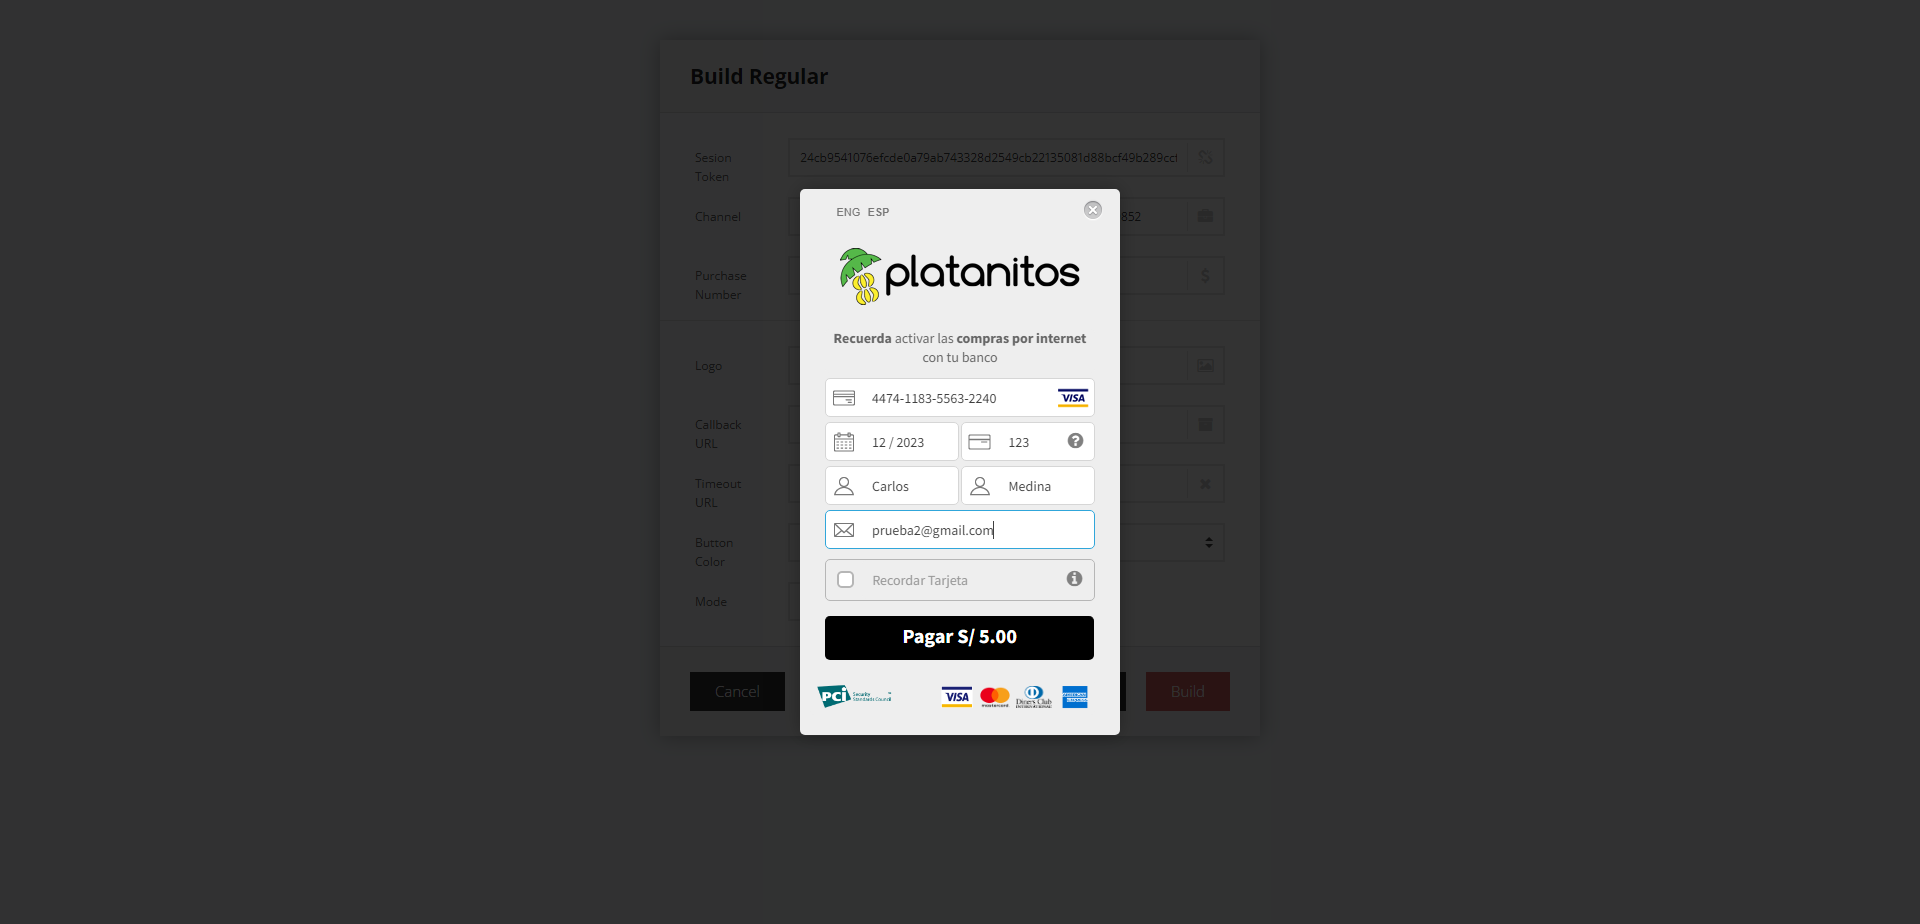 Build Regular
Sesion
Token
24cb9541076efcde0a79ab743328d2549cb22135081d88bcf49b289ccf
Channel
852
Purchase
Number
Logo
Callback
URL
Timeout
URL
Button
Color
Mode
Cancel
Build
ENG ESP
platanitos
Recuerda activar las compras por internet
con tu banco
4474-1183-5563-2240
VISA
12 / 2023
123
Carlos
Medina
prueba2@gmail.com
Recordar Tarjeta
Pagar S/ 5.00
PCI Security
Standards Council
VISA
mastercard
Diners Club
INTERNATIONAL
AMERICAN
EXPRESS